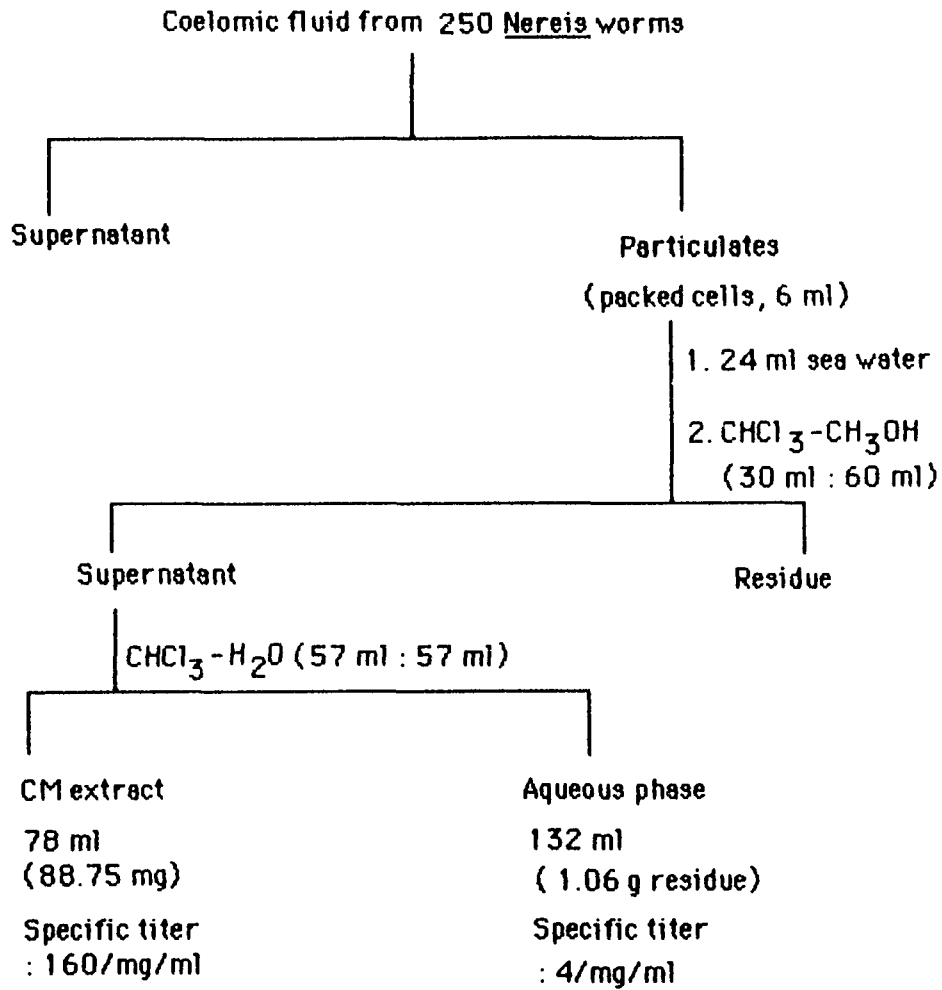 Coelomic fluid from 250 Nereis worms
Supernatant
Particulates
(packed cells, 6 ml)
1. 24 ml sea water
2. CHCl3-CH3OH
(30 ml : 60 ml)
Supernatant
Residue
CHCl3-H2O (57 ml : 57 ml)
CM extract
78 ml
(88.75 mg)
Specific titer
: 160/mg/ml
Aqueous phase
132 ml
( 1.06 g residue)
Specific titer
: 4/mg/ml